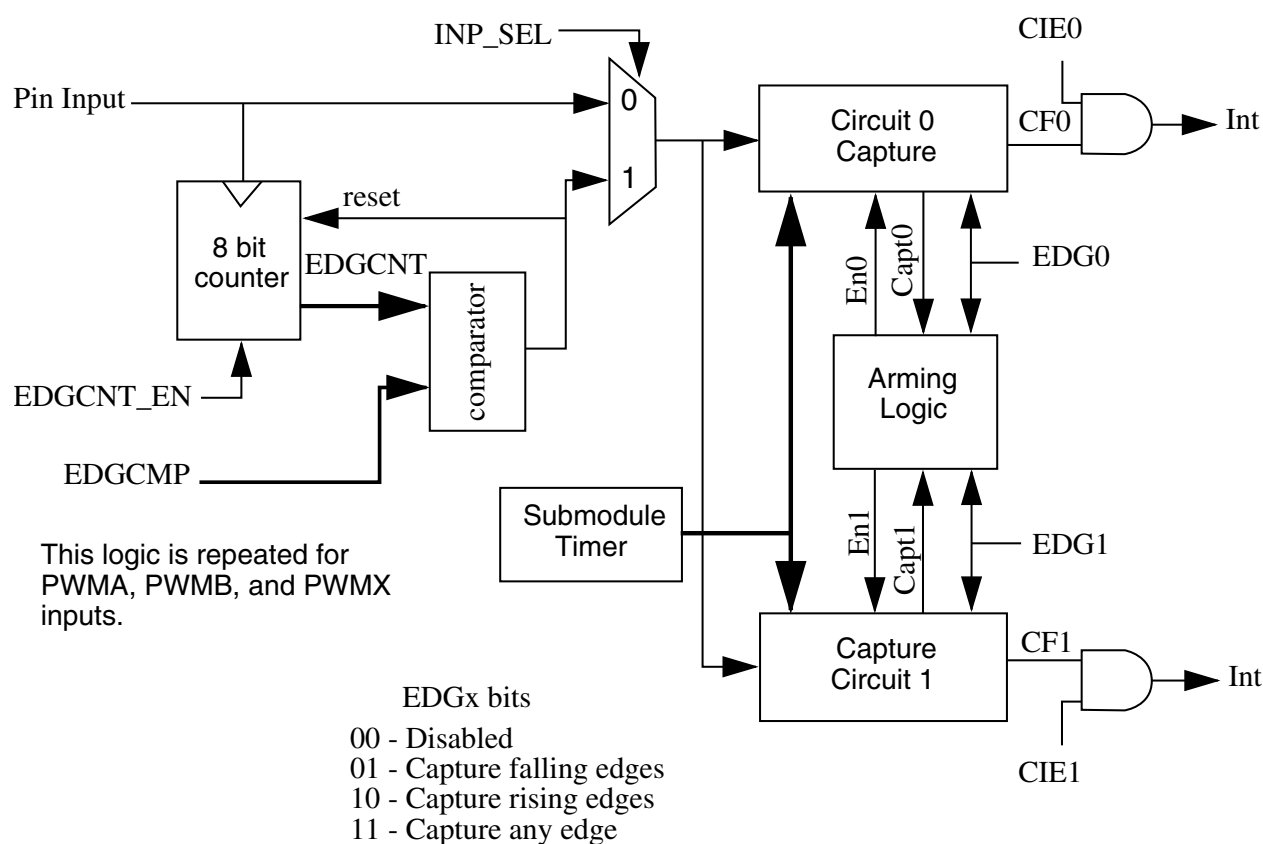 CIE0
INP_SEL
Pin Input
0
Circuit 0
Capture
CF0
Int
1
reset
8 bit
counter
EDGCNT
comparator
En0
Capt0
EDG0
EDGCNT_EN
Arming
Logic
EDGCMP
Submodule
Timer
En1
Capt1
EDG1
This logic is repeated for
PWMA, PWMB, and PWMX
inputs.
Capture
Circuit 1
CF1
Int
CIE1
EDGx bits
00 - Disabled
01 - Capture falling edges
10 - Capture rising edges
11 - Capture any edge